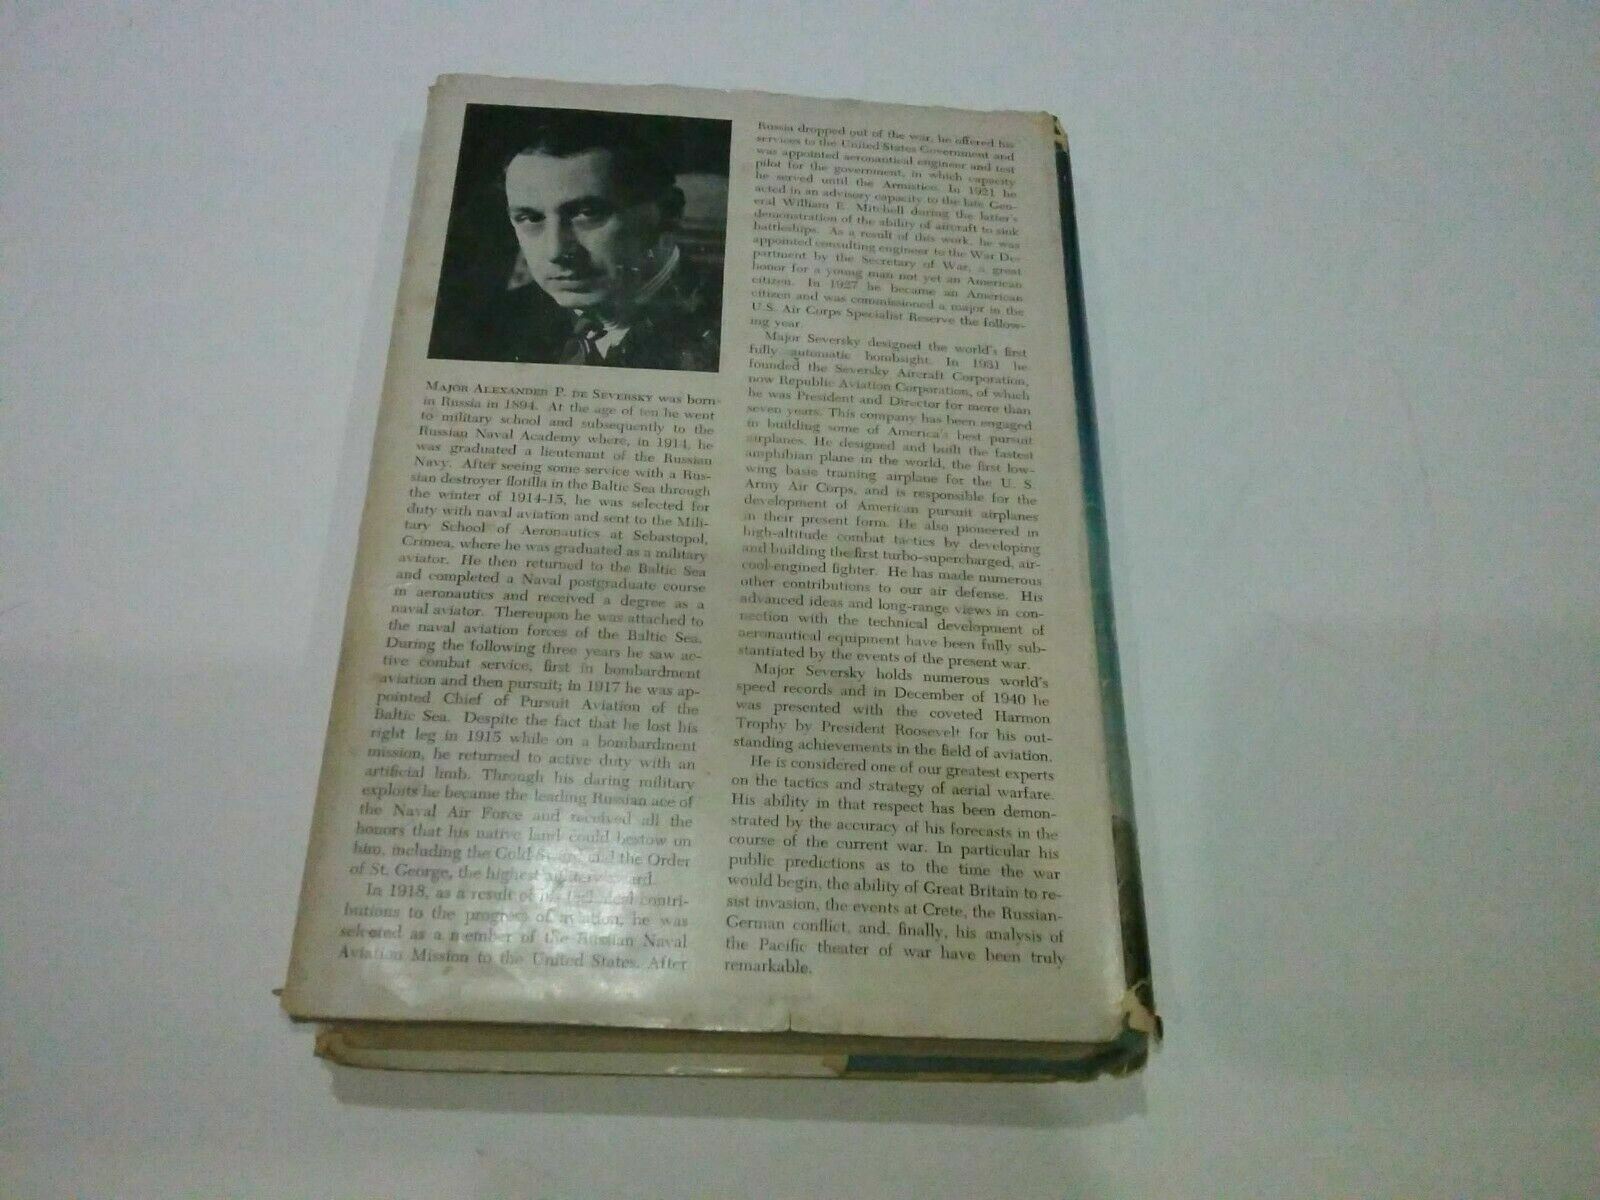 MAJOR ALEXANDER P. DE SEVERSKY was born
in Russia in 1894. At the age of ten he went
to military school and subsequently to the
Russian Naval Academy where, in 1914, he
was graduated a lieutenant of the Russian
Navy. After seeing some service with a Rus-
sian destroyer flotilla in the Baltic Sea through
the winter of 1914-15, he was selected for
duty with naval aviation and sent to the Mili-
tary School of Aeronautics at Sebastopol,
Crimea, where he was graduated as a military
aviator. He then returned to the Baltic Sea
and completed a Naval postgraduate course
in aeronautics and received a degree as a
naval aviator. Thereupon he was attached to
the naval aviation forces of the Baltic Sea.
During the following three years he saw ac-
tive combat service, first in bombardment
aviation and then pursuit; in 1917 he was ap-
pointed Chief of Pursuit Aviation of the
Baltic Sea. Despite the fact that he lost his
right leg in 1915 while on a bombardment
mission, he returned to active duty with an
artificial limb. Through his daring military
exploits he became the leading Russian ace of
the Naval Air Force and received all the
honors that his native land could bestow on
him, including the Gold Sword and the Order
of St. George, the highest military award.
In 1918, as a result of his technical contri-
butions to the progress of aviation, he was
selected as a member of the Russian Naval
Aviation Mission to the United States. After
Russia dropped out of the war, he offered his
services to the United States Government and
was appointed aeronautical engineer and test
pilot for the government, in which capacity
he served until the Armistice. In 1921 he
acted in an advisory capacity to the late Gen-
eral William E. Mitchell during the latter's
demonstration of the ability of aircraft to sink
battleships. As a result of this work, he was
appointed consulting engineer to the War De-
partment by the Secretary of War, a great
honor for a young man not yet an American
citizen. In 1927 he became an American
citizen and was commissioned a major in the
U.S. Air Corps Specialist Reserve the follow-
ing year.
Major Seversky designed the world's first
fully automatic bombsight. In 1931 he
founded the Seversky Aircraft Corporation,
now Republic Aviation Corporation, of which
he was President and Director for more than
seven years. This company has been engaged
in building some of America's best pursuit
airplanes. He designed and built the fastest
amphibian plane in the world, the first low-
wing basic training airplane for the U. S.
Army Air Corps, and is responsible for the
development of American pursuit airplanes
in their present form. He also pioneered in
high-altitude combat tactics by developing
and building the first turbo-supercharged, air-
cool-engined fighter. He has made numerous
other contributions to our air defense. His
advanced ideas and long-range views in con-
nection with the technical development of
aeronautical equipment have been fully sub-
stantiated by the events of the present war.
Major Seversky holds numerous world's
speed records and in December of 1940 he
was presented with the coveted Harmon
Trophy by President Roosevelt for his out-
standing achievements in the field of aviation.
He is considered one of our greatest experts
on the tactics and strategy of aerial warfare.
His ability in that respect has been demon-
strated by the accuracy of his forecasts in the
course of the current war. In particular his
public predictions as to the time the war
would begin, the ability of Great Britain to re-
sist invasion, the events at Crete, the Russian-
German conflict, and, finally, his analysis of
the Pacific theater of war have been truly
remarkable.